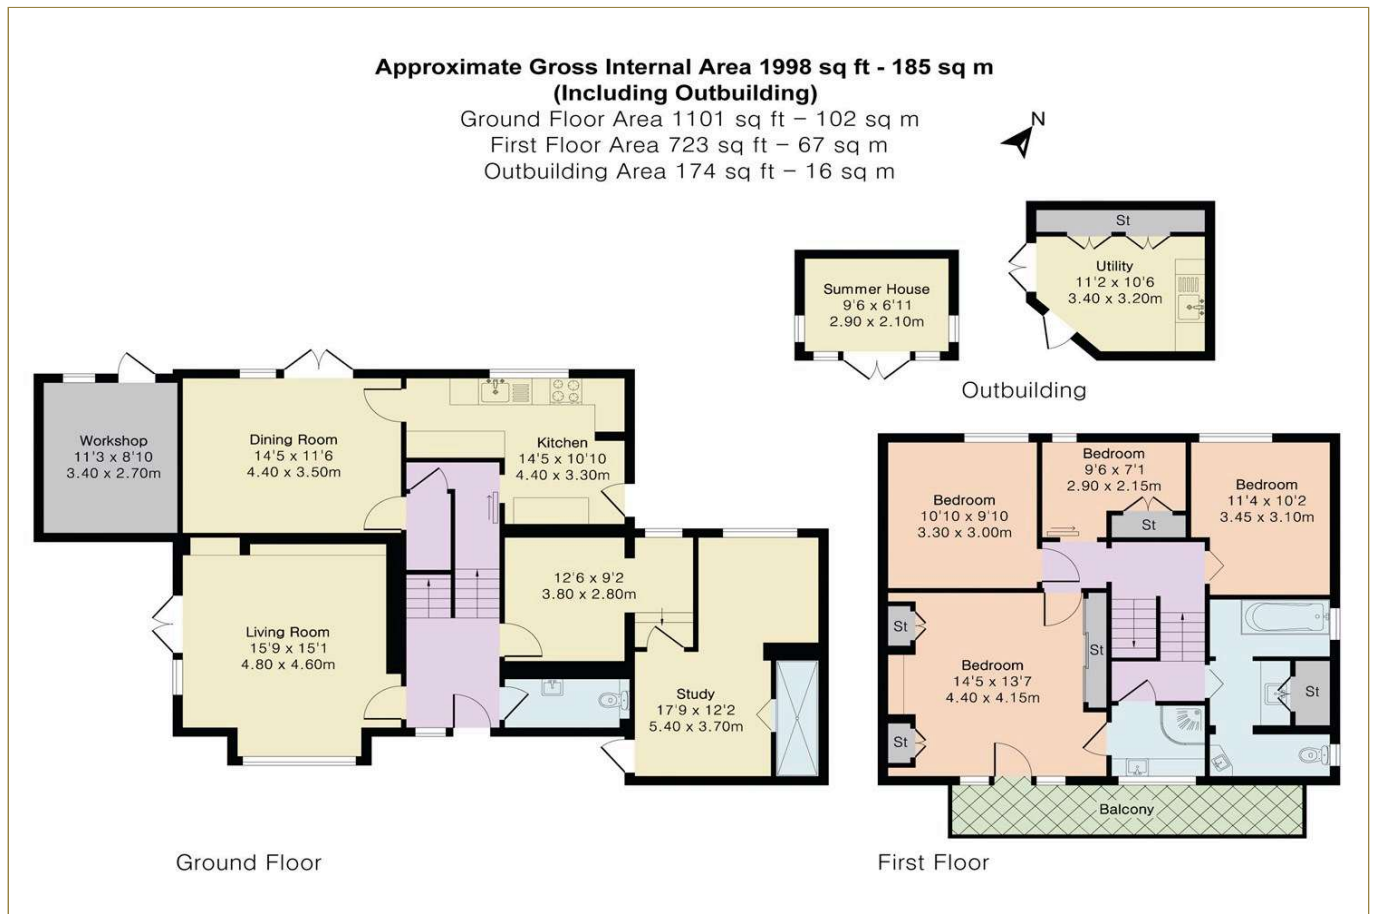 Approximate Gross Internal Area 1998 sq ft - 185 sq m
(Including Outbuilding)
Ground Floor Area 1101 sq ft – 102 sq m
First Floor Area 723 sq ft – 67 sq m
Outbuilding Area 174 sq ft – 16 sq m
N
St
Utility
11'2 x 10'6
3.40 x 3.20m
Summer House
9'6 x 6'11
2.90 x 2.10m
Outbuilding
Workshop
11'3 x 8'10
3.40 x 2.70m
Dining Room
14'5 x 11'6
4.40 x 3.50m
Kitchen
14'5 x 10'10
4.40 x 3.30m
12'6 x 9'2
3.80 x 2.80m
Living Room
15'9 x 15'1
4.80 x 4.60m
Study
17'9 x 12'2
5.40 x 3.70m
Ground Floor
Bedroom
10'10 x 9'10
3.30 x 3.00m
Bedroom
9'6 x 7'1
2.90 x 2.15m
St
Bedroom
11'4 x 10'2
3.45 x 3.10m
St
Bedroom
14'5 x 13'7
4.40 x 4.15m
St
St
St
Balcony
First Floor